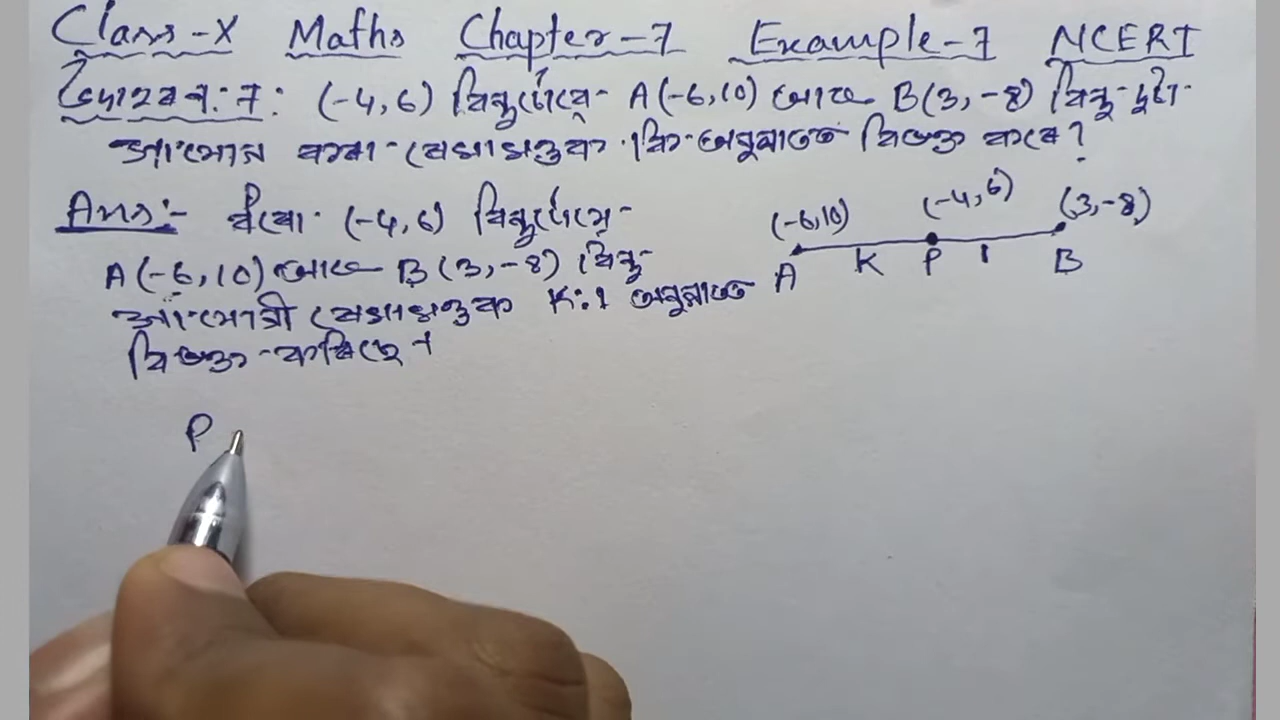 Class-X Maths Chapter-7 Example-7 NCERT
উদাহৰণ: 7: (-4,6) বিন্দুটোৱে A(-6,10) আৰু B(3,-8) বিন্দু দুটা
সংযোগ কৰা ৰেখাখণ্ডক কি অনুপাতত বিভক্ত কৰে?
Ans:- ধৰো (-4,6) বিন্দুটোৱে
A(-6,10) আৰু B(3,-8) বিন্দু
সংযোগী ৰেখাখণ্ডক K:1 অনুপাতত
বিভক্ত কৰিছে।
(-6,10) (-4,6) (3,-8)
A K P 1 B
P